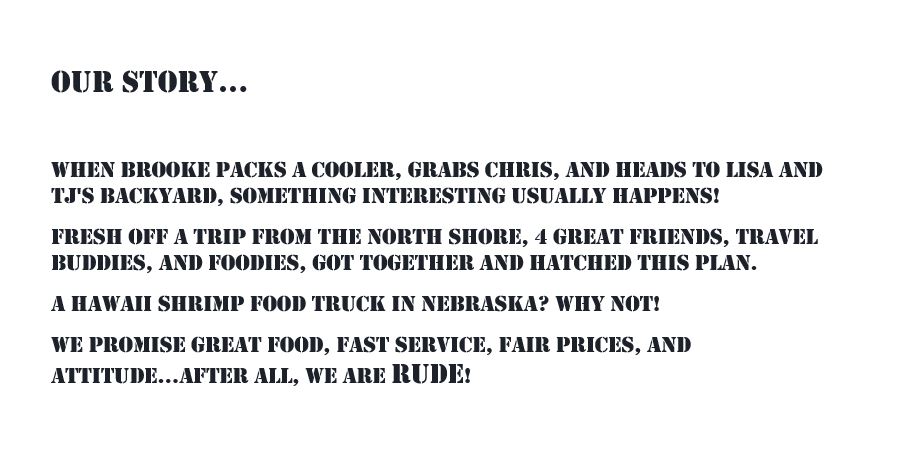 OUR STORY...
WHEN BROOKE PACKS A COOLER, GRABS CHRIS, AND HEADS TO LISA AND
TJ'S BACKYARD, SOMETHING INTERESTING USUALLY HAPPENS!
FRESH OFF A TRIP FROM THE NORTH SHORE, 4 GREAT FRIENDS, TRAVEL
BUDDIES, AND FOODIES, GOT TOGETHER AND HATCHED THIS PLAN.
A HAWAII SHRIMP FOOD TRUCK IN NEBRASKA? WHY NOT!
WE PROMISE GREAT FOOD, FAST SERVICE, FAIR PRICES, AND
ATTITUDE...AFTER ALL, WE ARE RUDE!